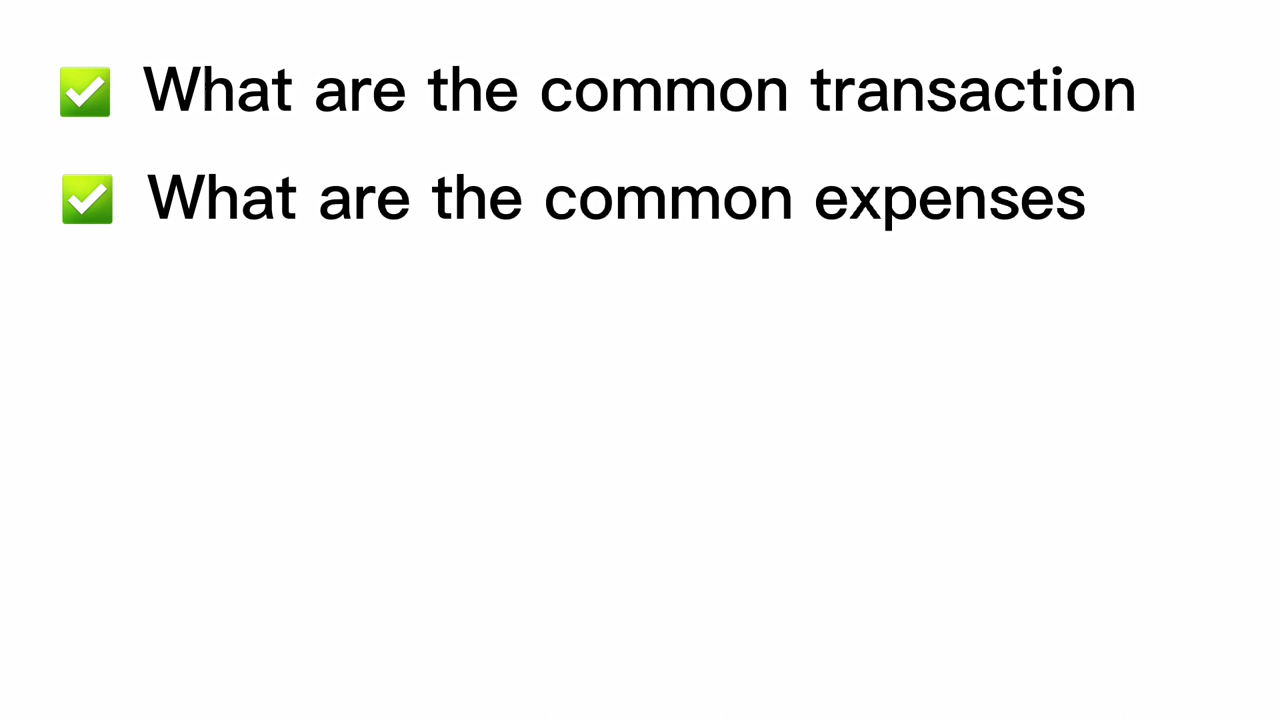 ✅ What are the common transaction
✅ What are the common expenses